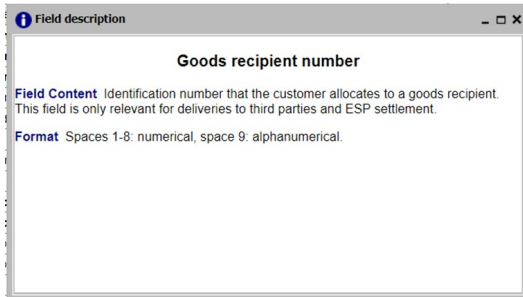 Field description
Goods recipient number
Field Content Identification number that the customer allocates to a goods recipient.
This field is only relevant for deliveries to third parties and ESP settlement.
Format Spaces 1-8: numerical, space 9: alphanumerical.